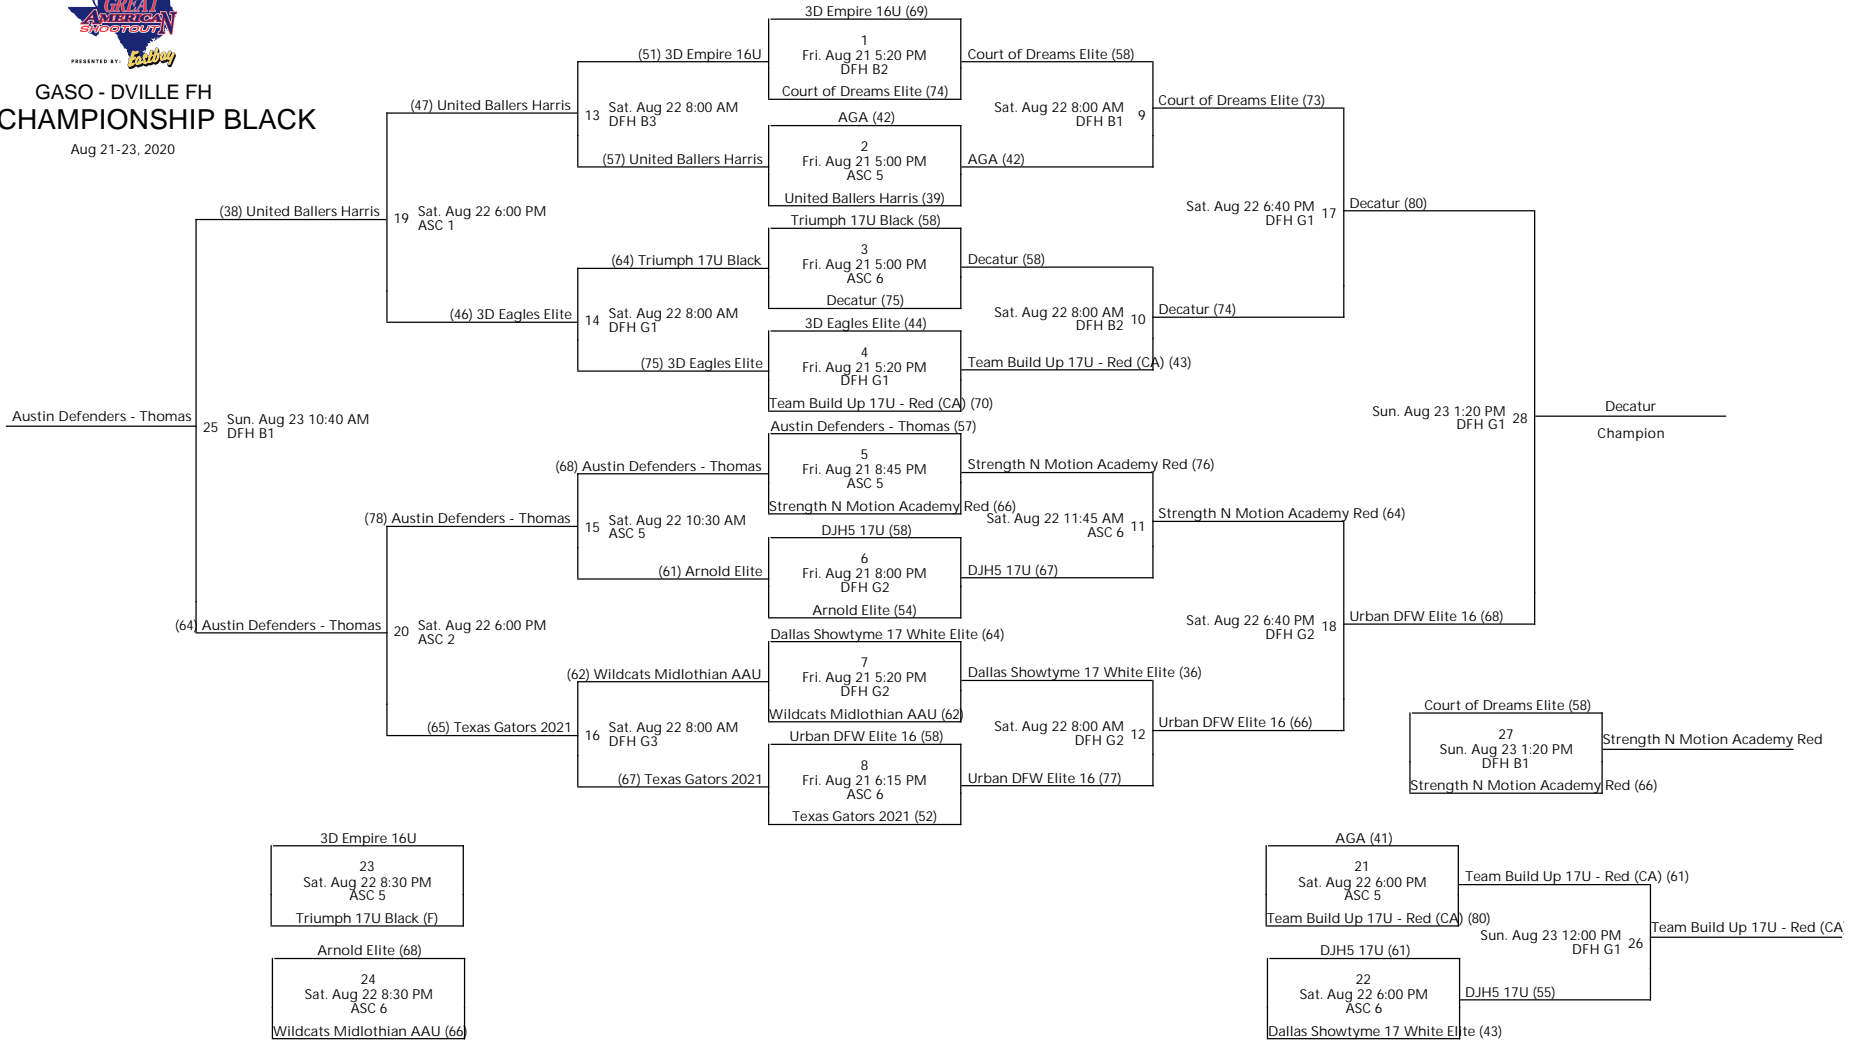 GREAT
AMERICAN
SHOOTOUT
PRESENTED BY: Eastbay
GASO - DVILLE FH
CHAMPIONSHIP BLACK
Aug 21-23, 2020
3D Empire 16U (69)
1
Fri. Aug 21 5:20 PM
DFH B2
Court of Dreams Elite (74)
AGA (42)
2
Fri. Aug 21 5:00 PM
ASC 5
United Ballers Harris (39)
Triumph 17U Black (58)
3
Fri. Aug 21 5:00 PM
ASC 6
Decatur (75)
3D Eagles Elite (44)
4
Fri. Aug 21 5:20 PM
DFH G1
Team Build Up 17U - Red (CA) (70)
Austin Defenders - Thomas (57)
5
Fri. Aug 21 8:45 PM
ASC 5
Strength N Motion Academy Red (66)
DJH5 17U (58)
6
Fri. Aug 21 8:00 PM
DFH G2
Arnold Elite (54)
Dallas Showtyme 17 White Elite (64)
7
Fri. Aug 21 5:20 PM
DFH G2
Wildcats Midlothian AAU (62)
Urban DFW Elite 16 (58)
8
Fri. Aug 21 6:15 PM
ASC 6
Texas Gators 2021 (52)
(51) 3D Empire 16U
13 Sat. Aug 22 8:00 AM
DFH B3
(57) United Ballers Harris
(64) Triumph 17U Black
14 Sat. Aug 22 8:00 AM
DFH G1
(75) 3D Eagles Elite
(68) Austin Defenders - Thomas
15 Sat. Aug 22 10:30 AM
ASC 5
(61) Arnold Elite
(62) Wildcats Midlothian AAU
16 Sat. Aug 22 8:00 AM
DFH G3
(67) Texas Gators 2021
(47) United Ballers Harris
19 Sat. Aug 22 6:00 PM
ASC 1
(46) 3D Eagles Elite
(78) Austin Defenders - Thomas
20 Sat. Aug 22 6:00 PM
ASC 2
(65) Texas Gators 2021
(38) United Ballers Harris
25 Sun. Aug 23 10:40 AM
DFH B1
(64) Austin Defenders - Thomas
Austin Defenders - Thomas
Court of Dreams Elite (58)
Sat. Aug 22 8:00 AM 9
DFH B1
AGA (42)
Decatur (58)
Sat. Aug 22 8:00 AM 10
DFH B2
Team Build Up 17U - Red (CA) (43)
Strength N Motion Academy Red (76)
Sat. Aug 22 11:45 AM 11
ASC 6
DJH5 17U (67)
Dallas Showtyme 17 White Elite (36)
Sat. Aug 22 8:00 AM 12
DFH G2
Urban DFW Elite 16 (77)
Court of Dreams Elite (73)
Sat. Aug 22 6:40 PM 17
DFH G1
Decatur (74)
Strength N Motion Academy Red (64)
Sat. Aug 22 6:40 PM 18
DFH G2
Urban DFW Elite 16 (66)
Decatur (80)
Sun. Aug 23 1:20 PM 28
DFH G1
Urban DFW Elite 16 (68)
Decatur
Champion
Court of Dreams Elite (58)
27
Sun. Aug 23 1:20 PM
DFH B1
Strength N Motion Academy Red (66)
Strength N Motion Academy Red
3D Empire 16U
23
Sat. Aug 22 8:30 PM
ASC 5
Triumph 17U Black (F)
Arnold Elite (68)
24
Sat. Aug 22 8:30 PM
ASC 6
Wildcats Midlothian AAU (66)
AGA (41)
21
Sat. Aug 22 6:00 PM
ASC 5
Team Build Up 17U - Red (CA) (80)
DJH5 17U (61)
22
Sat. Aug 22 6:00 PM
ASC 6
Dallas Showtyme 17 White Elite (43)
Team Build Up 17U - Red (CA) (61)
Sun. Aug 23 12:00 PM 26
DFH G1
DJH5 17U (55)
Team Build Up 17U - Red (CA